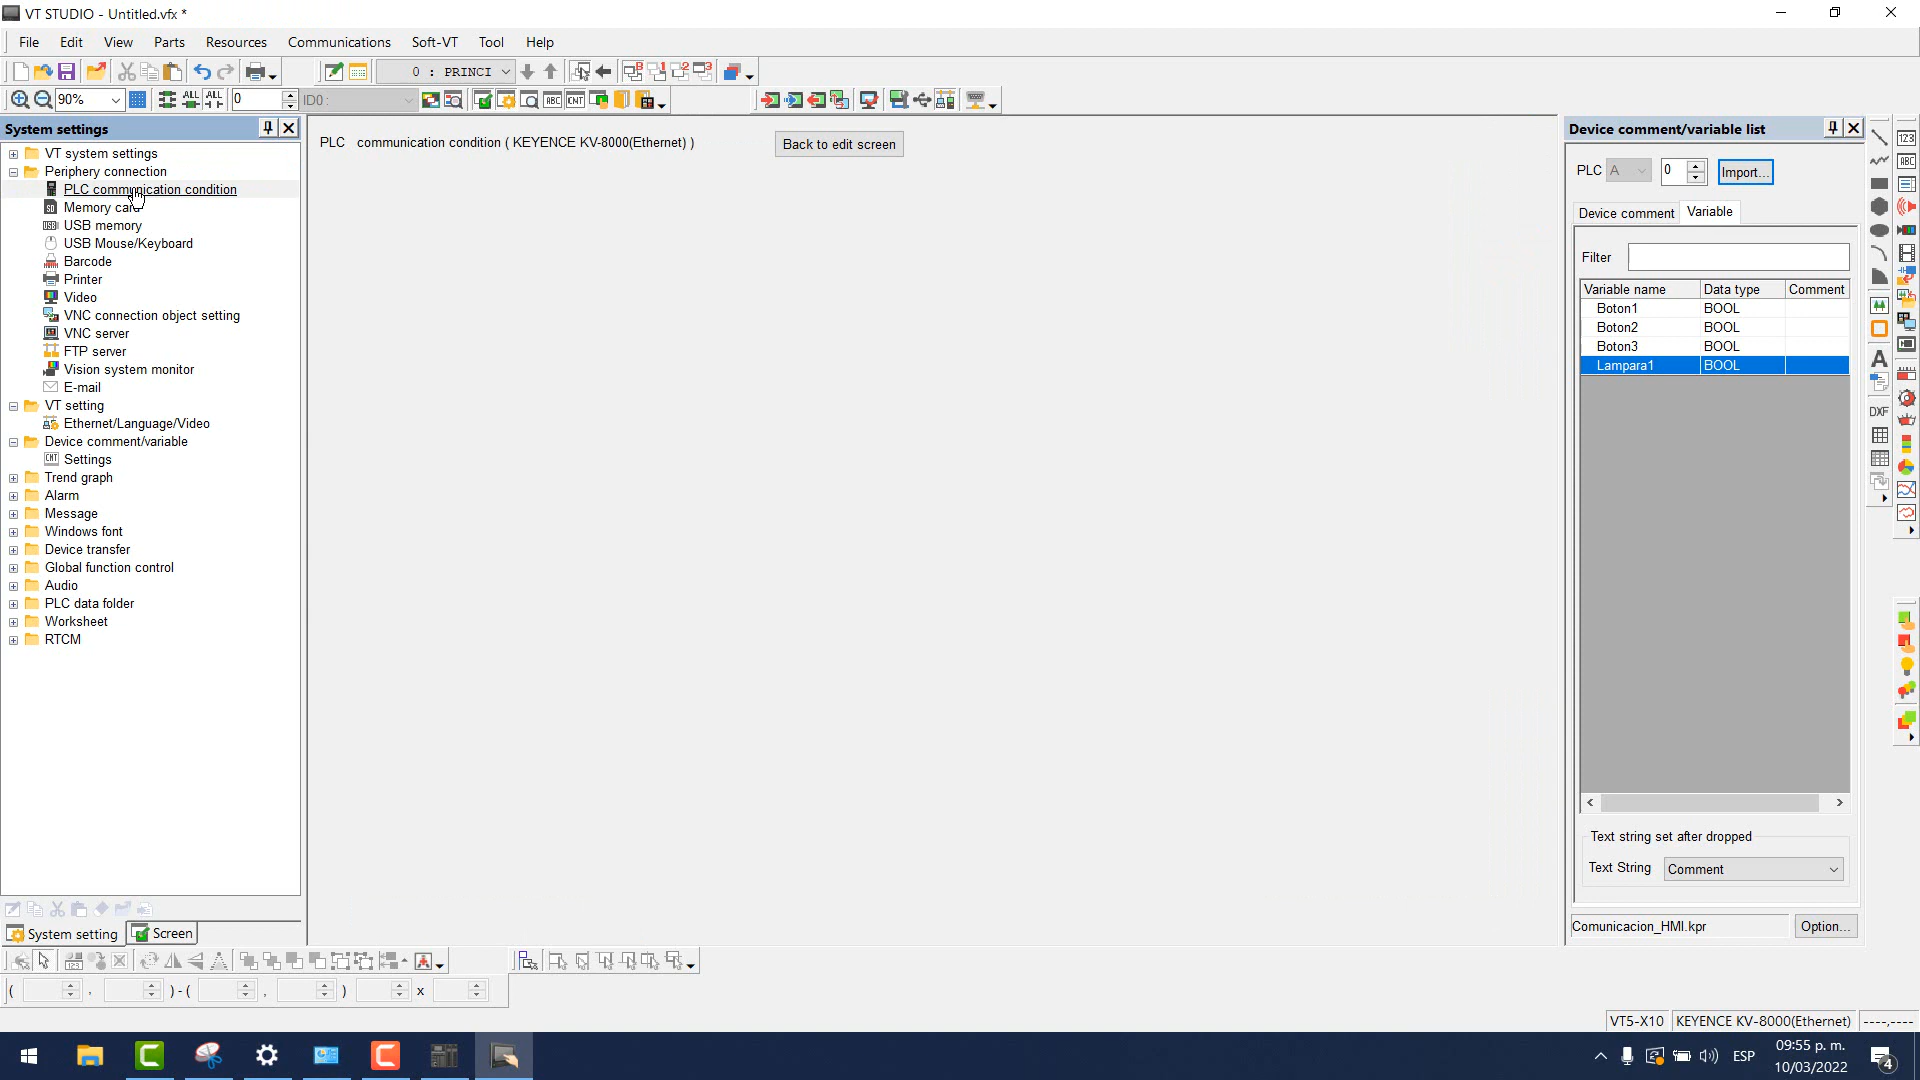 VT STUDIO - Untitled.vfx *
File Edit View Parts Resources Communications Soft-VT Tool Help
0 : PRINCI
90% ALL ALL 0 ID0: ABC CNT
System settings
VT system settings
Periphery connection
PLC communication condition
Memory card
USB memory
USB Mouse/Keyboard
Barcode
Printer
Video
VNC connection object setting
VNC server
FTP server
Vision system monitor
E-mail
VT setting
Ethernet/Language/Video
Device comment/variable
Settings
Trend graph
Alarm
Message
Windows font
Device transfer
Global function control
Audio
PLC data folder
Worksheet
RTCM
System setting Screen
PLC communication condition ( KEYENCE KV-8000(Ethernet) )
Back to edit screen
Device comment/variable list
PLC A 0 Import...
Device comment Variable
Filter
Variable name Data type Comment
Boton1 BOOL
Boton2 BOOL
Boton3 BOOL
Lampara1 BOOL
Text string set after dropped
Text String Comment
Comunicacion_HMI.kpr Option...
123
ABC
A
DXF
( , ) - ( , ) x
VT5-X10 KEYENCE KV-8000(Ethernet) ----,----
ESP
09:55 p. m.
10/03/2022
4